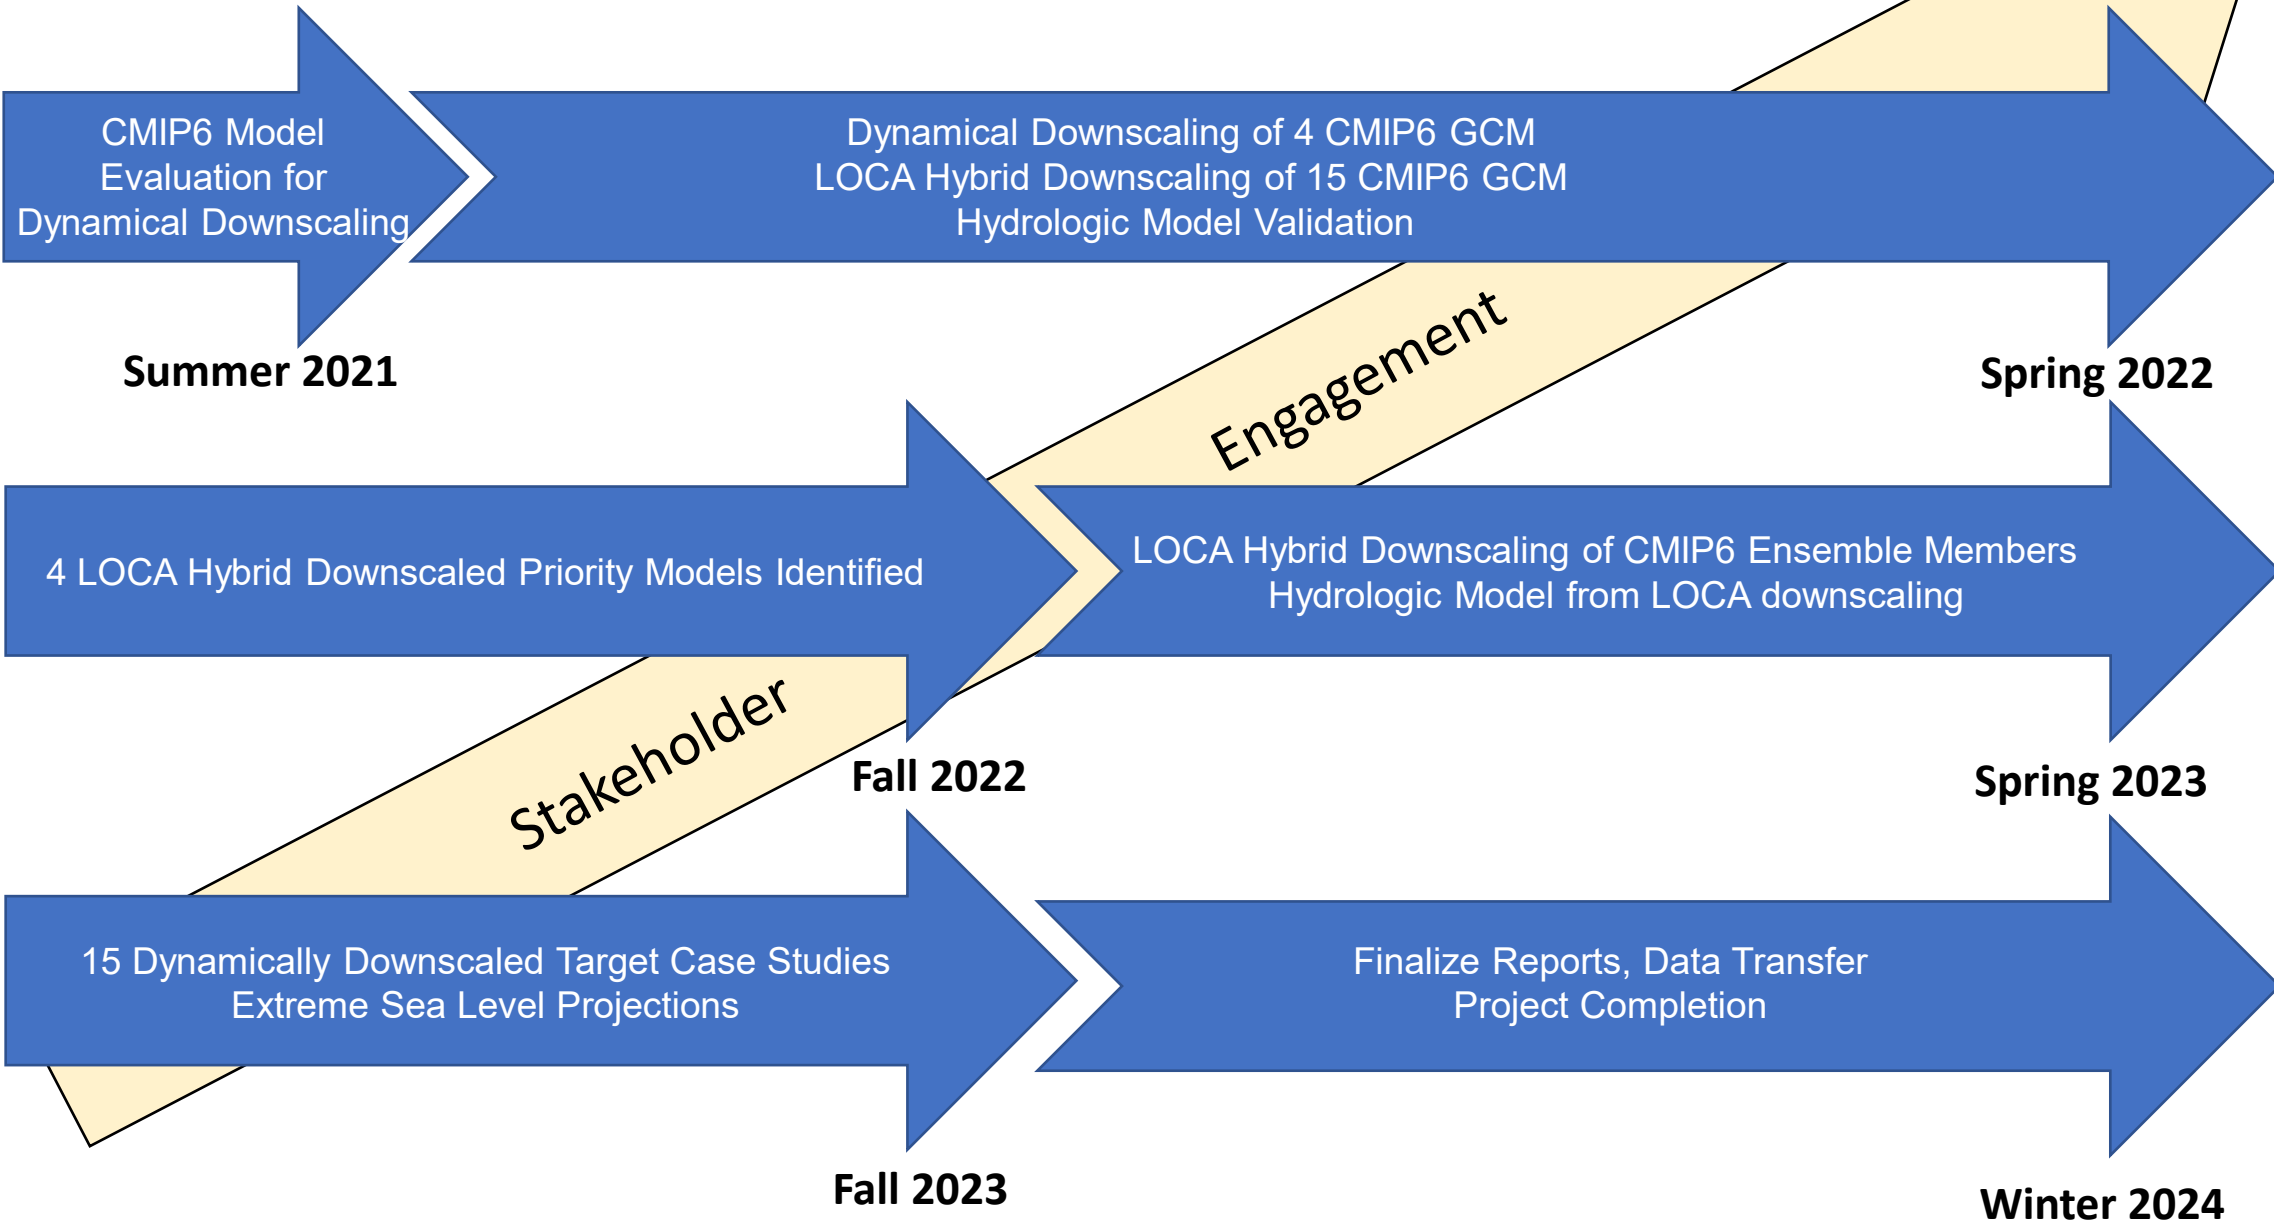 CMIP6 Model
Evaluation for
Dynamical Downscaling
Dynamical Downscaling of 4 CMIP6 GCM
LOCA Hybrid Downscaling of 15 CMIP6 GCM
Hydrologic Model Validation
Summer 2021
Spring 2022
Engagement
4 LOCA Hybrid Downscaled Priority Models Identified
LOCA Hybrid Downscaling of CMIP6 Ensemble Members
Hydrologic Model from LOCA downscaling
Stakeholder
Fall 2022
Spring 2023
15 Dynamically Downscaled Target Case Studies
Extreme Sea Level Projections
Finalize Reports, Data Transfer
Project Completion
Fall 2023
Winter 2024